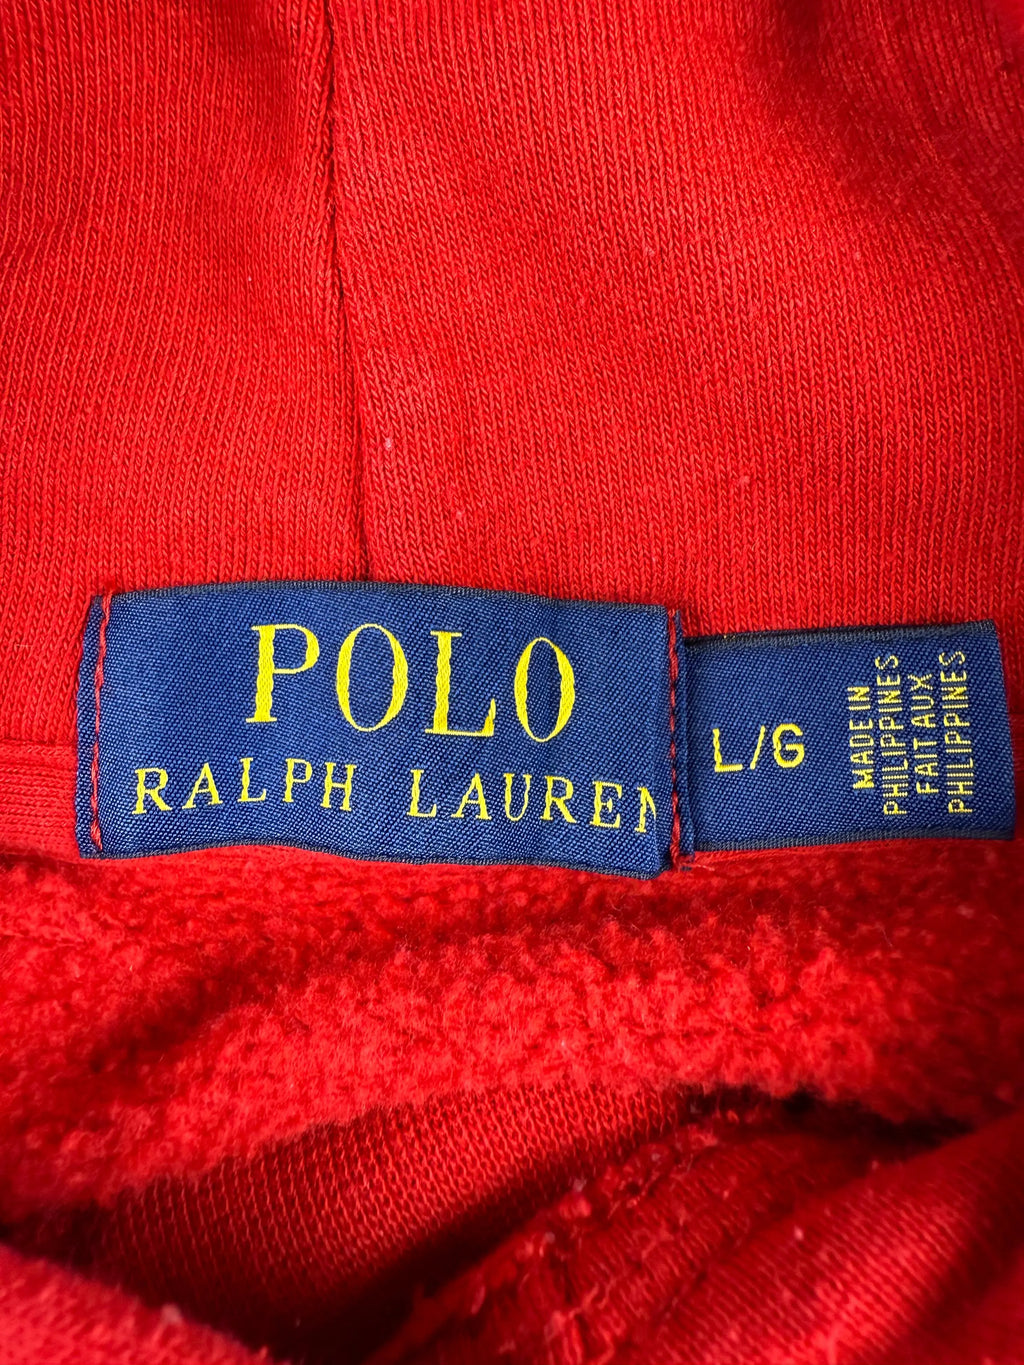 POLO
RALPH LAUREN
L/G
MADE IN
PHILIPPINES
FAIT AUX
PHILIPPINES